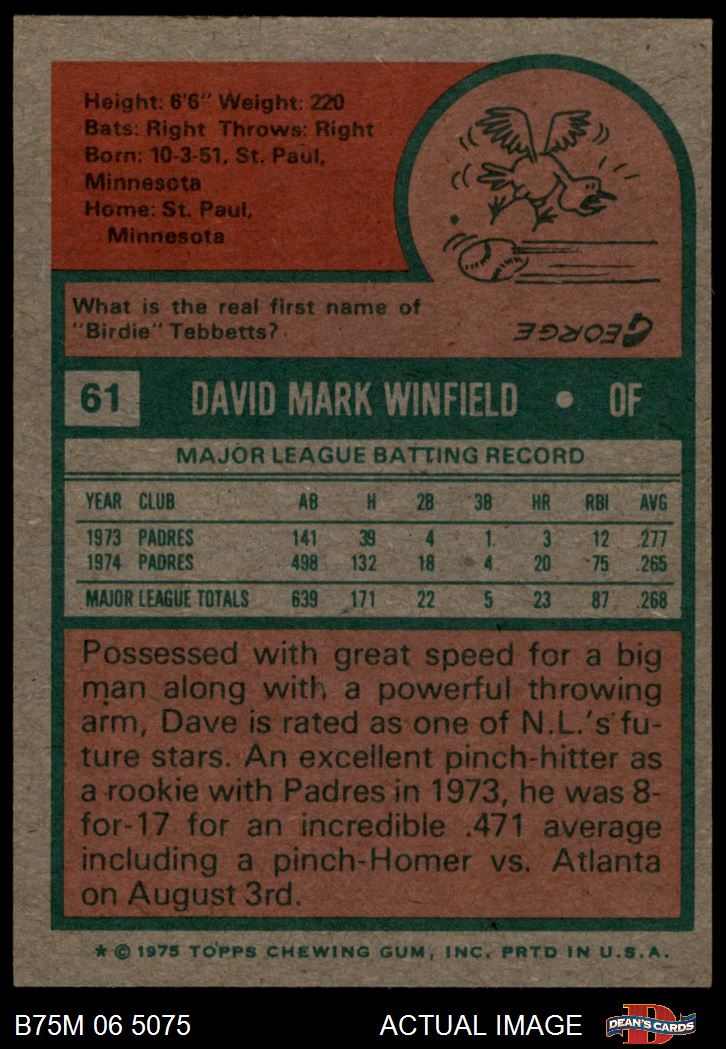 Height: 6'6" Weight: 220
Bats: Right Throws: Right
Born: 10-3-51, St. Paul,
Minnesota
Home: St. Paul,
Minnesota
What is the real first name of
"Birdie" Tebbetts?
GEORGE.
61 DAVID MARK WINFIELD • OF
MAJOR LEAGUE BATTING RECORD
YEAR CLUB AB H 2B 3B HR RBI AVG
1973 PADRES 141 39 4 1 3 12 .277
1974 PADRES 498 132 18 4 20 75 .265
MAJOR LEAGUE TOTALS 639 171 22 5 23 87 .268
Possessed with great speed for a big
man along with a powerful throwing
arm, Dave is rated as one of N.L.'s fu-
ture stars. An excellent pinch-hitter as
a rookie with Padres in 1973, he was 8-
for-17 for an incredible .471 average
including a pinch-Homer vs. Atlanta
on August 3rd.
* © 1975 TOPPS CHEWING GUM, INC. PRTD IN U.S.A.
B75M 06 5075 ACTUAL IMAGE DEAN'S CARDS